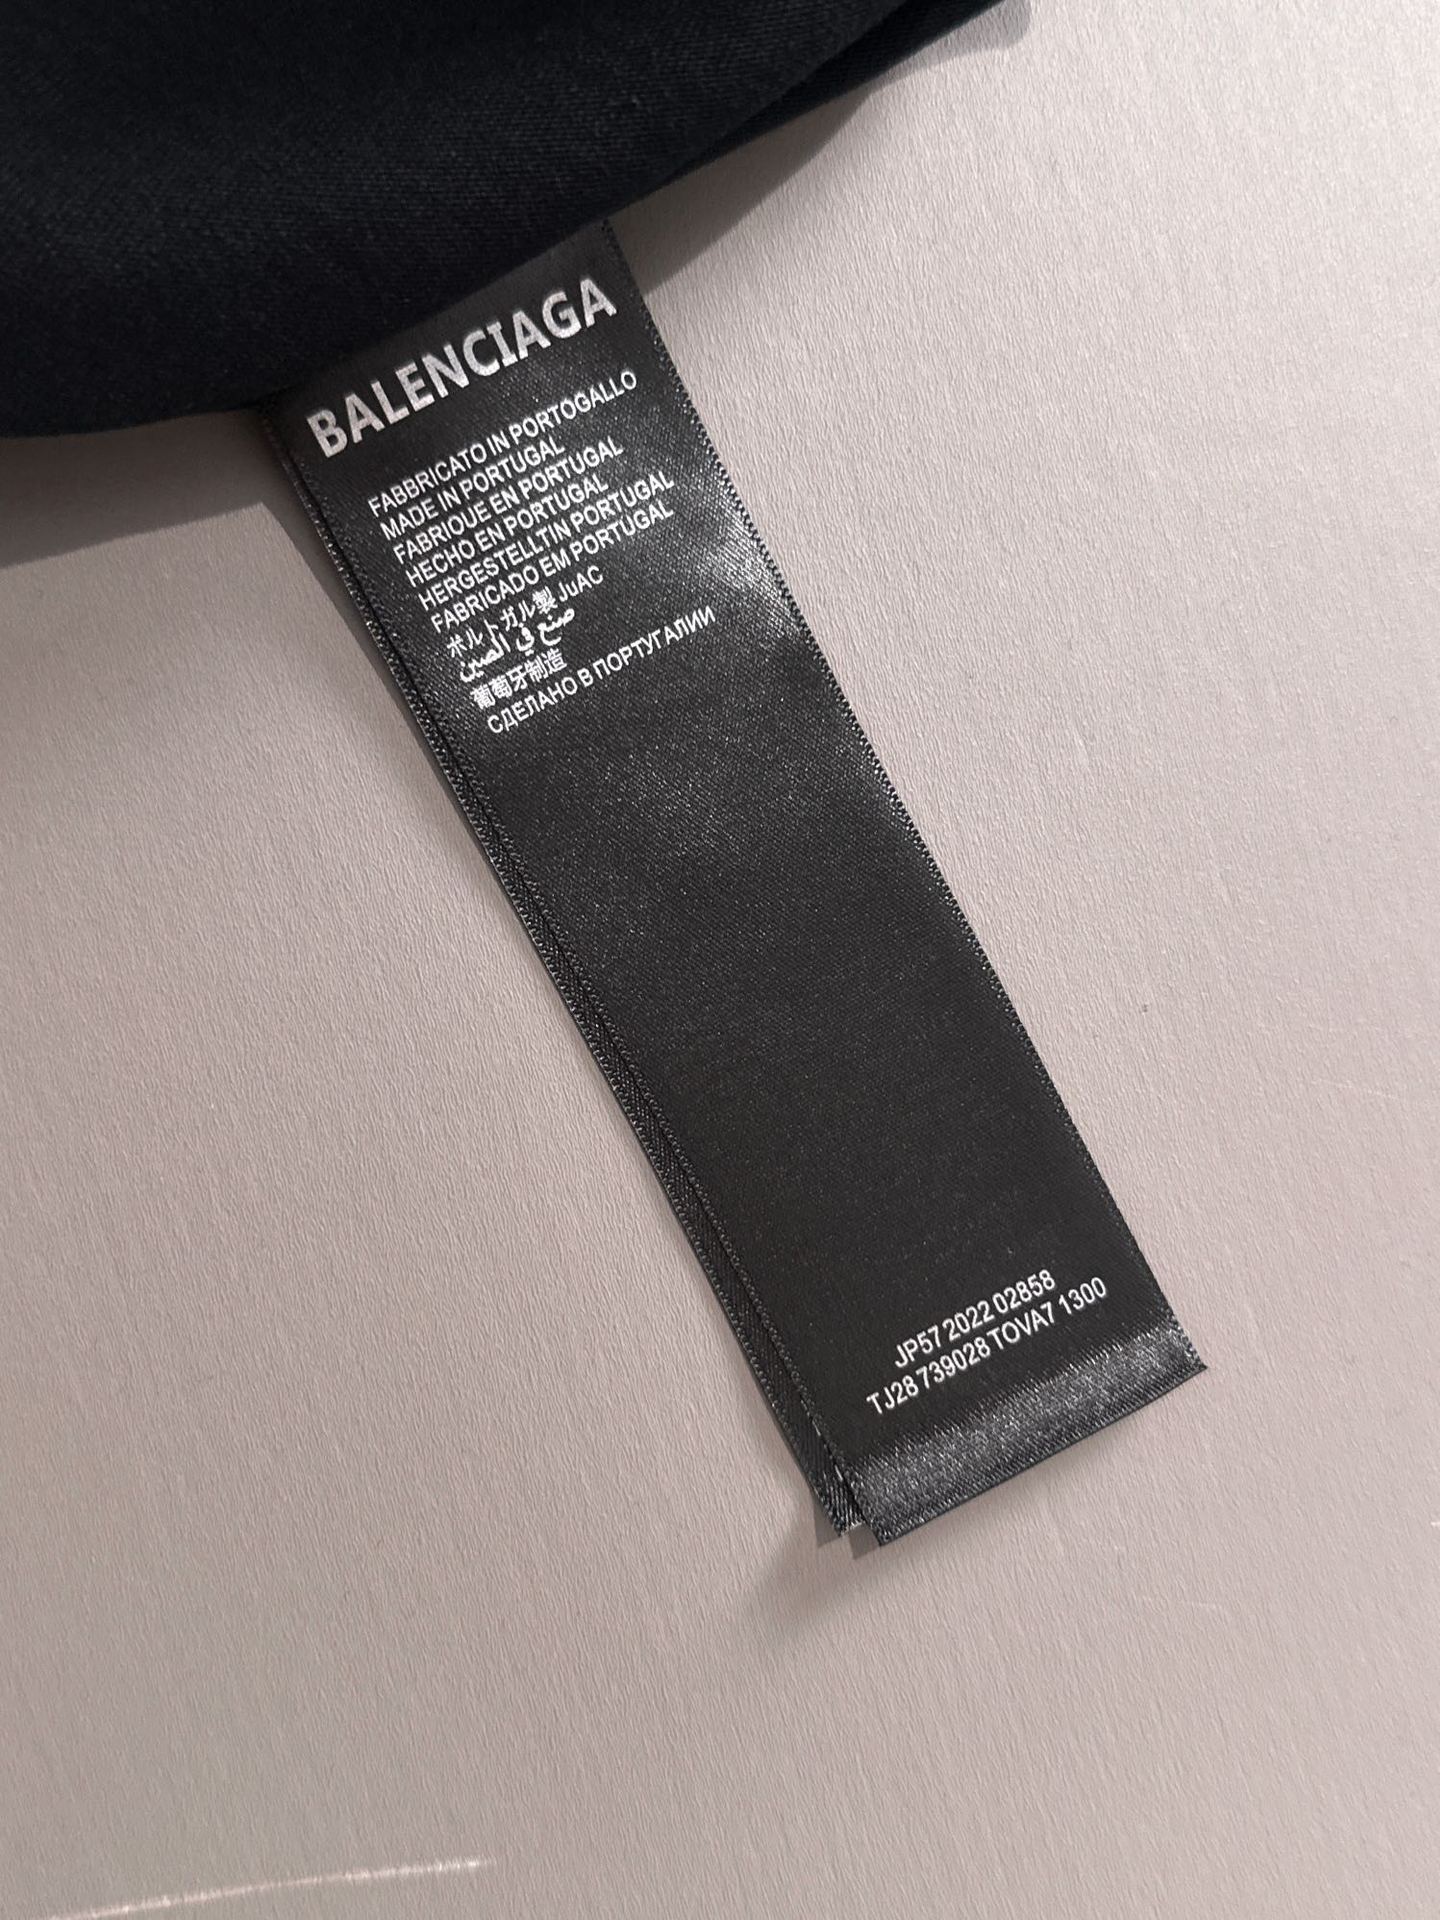 BALENCIAGA
FABBRICATO IN PORTOGALLO
MADE IN PORTUGAL
FABRIQUE EN PORTUGAL
HECHO EN PORTUGAL
HERGESTELLTIN PORTUGAL
FABRICADO EM PORTUGAL
ポルトガル製 JuAC
صنع في الصين
葡萄牙制造
СДЕЛАНО В ПОРТУГАЛИИ
JP57 2022 02858
TJ28 739028 TOVA7 1300